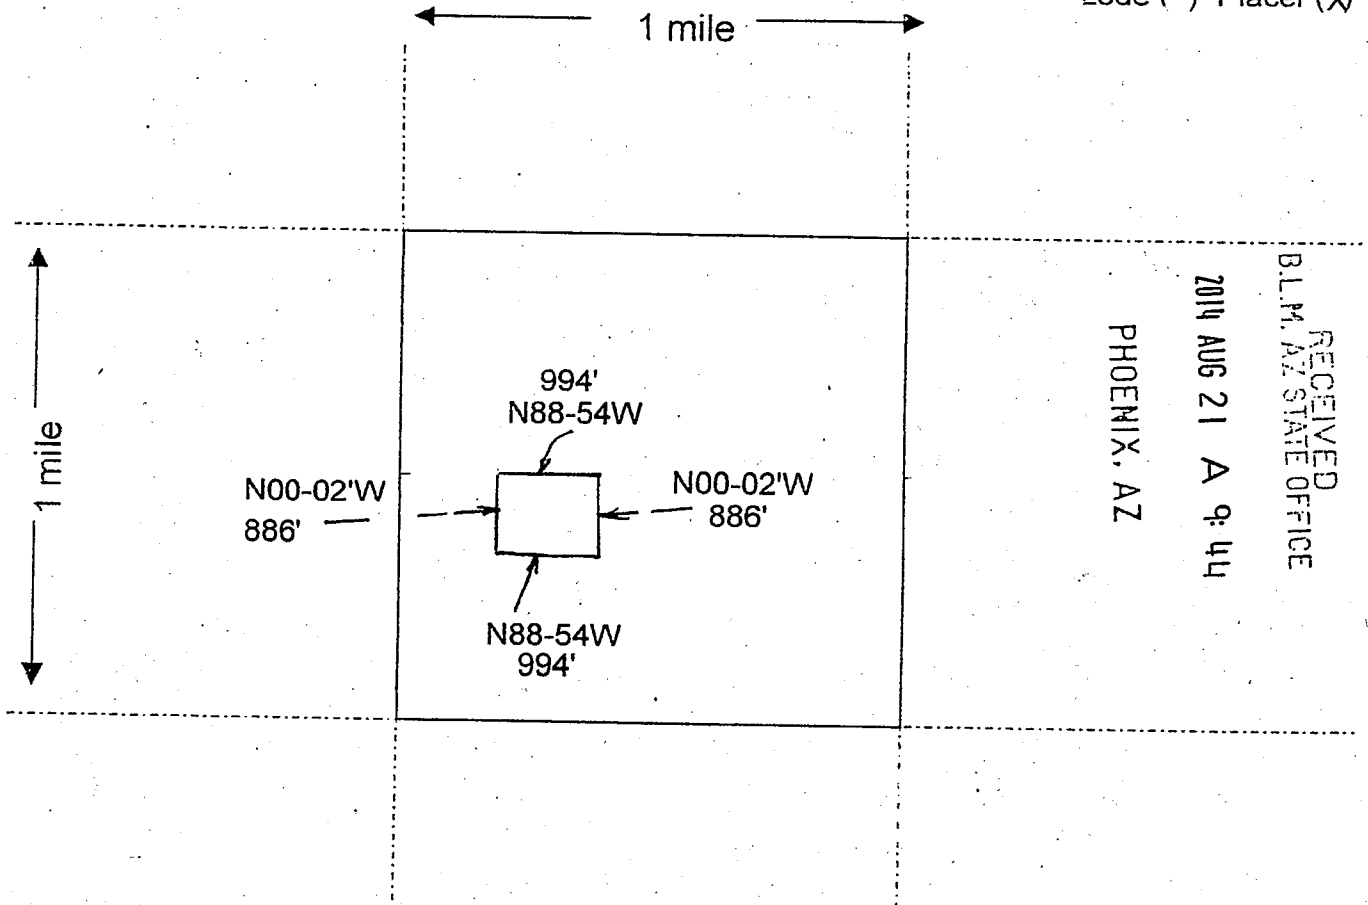 Placer (X)
1 mile
1 mile
994'
N88-54W
N00-02'W
886'
N00-02'W
886'
N88-54W
994'
RECEIVED
B.L.M. AZ STATE OFFICE
2014 AUG 21 A 9:44
PHOENIX, AZ